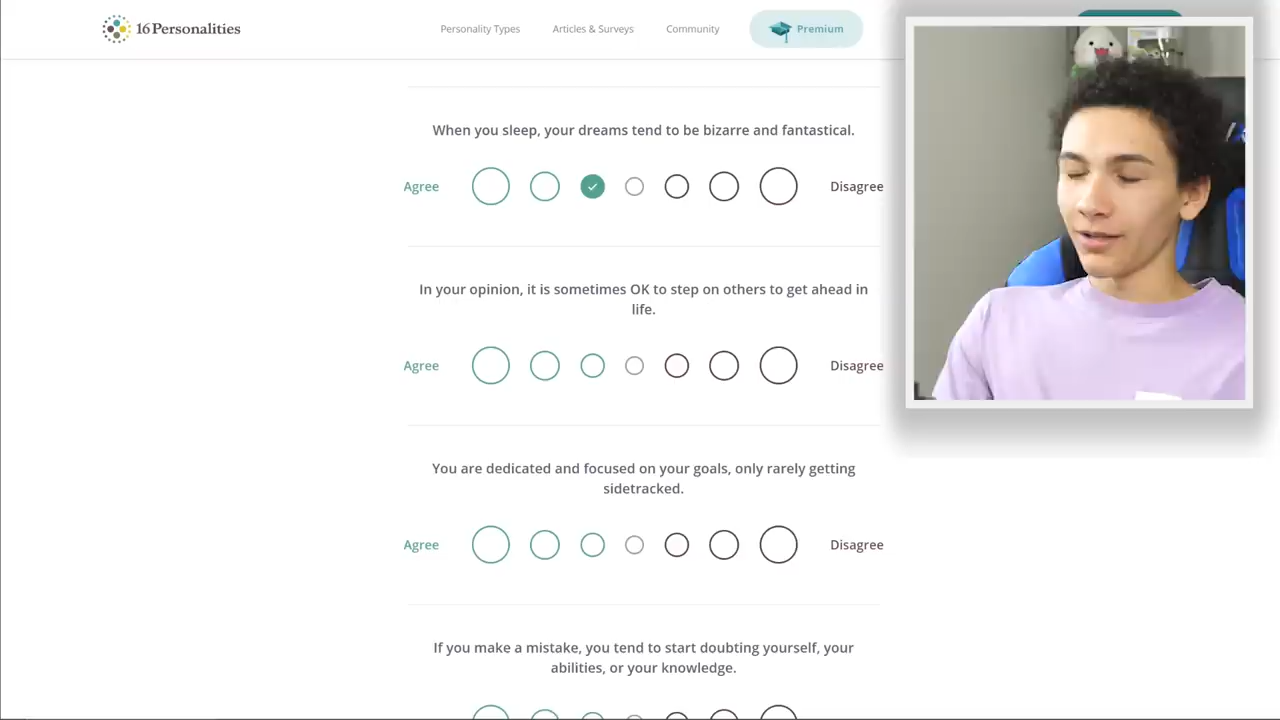 16Personalities
Personality Types
Articles & Surveys
Community
Premium
When you sleep, your dreams tend to be bizarre and fantastical.
Agree
Disagree
In your opinion, it is sometimes OK to step on others to get ahead in
life.
Agree
Disagree
You are dedicated and focused on your goals, only rarely getting
sidetracked.
Agree
Disagree
If you make a mistake, you tend to start doubting yourself, your
abilities, or your knowledge.